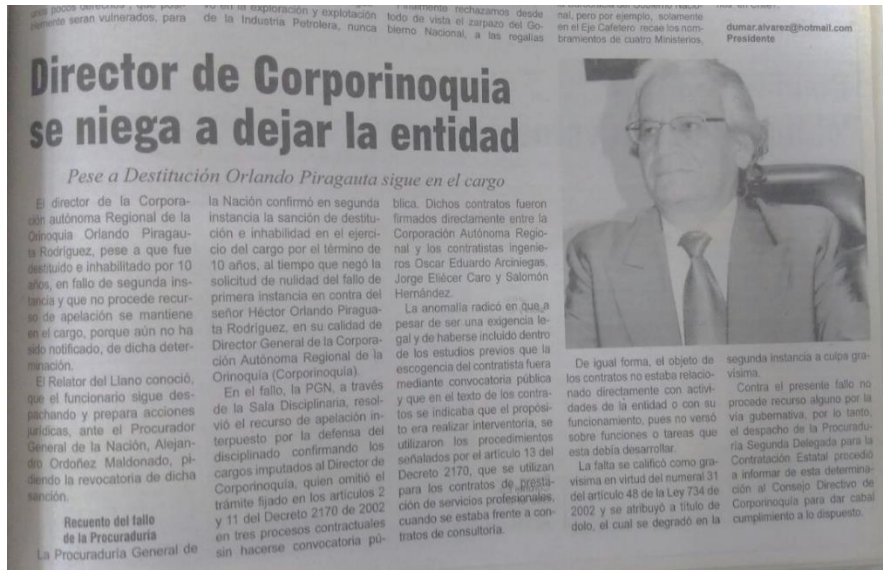 pocos derechos
blemente seran vulnerados, para
vo en la exploración y explotación
de la Industria Petrolera, nunca
rechazamos desde
todo de vista el zarpazo del Go-
bierno Nacional, a las regalías
nal, pero por ejemplo, solamente
en el Eje Cafetero recae los nom-
bramientos de cuatro Ministerios,
dumar.alvarez@hotmail.com
Presidente
Director de Corporinoquia
se niega a dejar la entidad
Pese a Destitución Orlando Piragauta sigue en el cargo
El director de la Corpora-
ción autónoma Regional de la
Orinoquia Orlando Piragau-
ta Rodríguez, pese a que fue
destituido e inhabilitado por 10
años, en fallo de segunda ins-
tancia y que no procede recur-
so de apelación se mantiene
en el cargo, porque aún no ha
sido notificado, de dicha deter-
minación.
El Relator del Llano conoció,
que el funcionario sigue des-
pachando y prepara acciones
jurídicas, ante el Procurador
General de la Nación, Alejan-
dro Ordoñez Maldonado, pi-
diendo la revocatoria de dicha
sanción.
Recuento del fallo
de la Procuraduría
La Procuraduría General de
la Nación confirmó en segunda
instancia la sanción de destitu-
ción e inhabilidad en el ejerci-
cio del cargo por el término de
10 años, al tiempo que negó la
solicitud de nulidad del fallo de
primera instancia en contra del
señor Héctor Orlando Piragau-
ta Rodríguez, en su calidad de
Director General de la Corpora-
ción Autónoma Regional de la
Orinoquia (Corporinoquia).
En el fallo, la PGN, a través
de la Sala Disciplinaria, resol-
vió el recurso de apelación in-
terpuesto por la defensa del
disciplinado confirmando los
cargos imputados al Director de
Corporinoquia, quien omitió el
trámite fijado en los artículos 2
y 11 del Decreto 2170 de 2002
en tres procesos contractuales
sin hacerse convocatoria pú-
blica. Dichos contratos fueron
firmados directamente entre la
Corporación Autónoma Regio-
nal y los contratistas ingenie-
ros Oscar Eduardo Arciniegas,
Jorge Eliécer Caro y Salomón
Hernández.
La anomalía radicó en que a
pesar de ser una exigencia le-
gal y de haberse incluido dentro
de los estudios previos que la
escogencia del contratista fuera
mediante convocatoria pública
y que en el texto de los contra-
tos se indicaba que el propósi-
to era realizar interventoría, se
utilizaron los procedimientos
señalados por el artículo 13 del
Decreto 2170, que se utilizan
para los contratos de presta-
ción de servicios profesionales,
cuando se estaba frente a con-
tratos de consultoría.
De igual forma, el objeto de
los contratos no estaba relacio-
nado directamente con activi-
dades de la entidad o con su
funcionamiento, pues no versó
sobre funciones o tareas que
esta debía desarrollar.
La falta se calificó como gra-
vísima en virtud del numeral 31
del artículo 48 de la Ley 734 de
2002 y se atribuyó a título de
dolo, el cual se degradó en la
segunda instancia a culpa gra-
vísima.
Contra el presente fallo no
procede recurso alguno por la
vía gubernativa, por lo tanto,
el despacho de la Procuradu-
ría Segunda Delegada para la
Contratación Estatal procedió
a informar de esta determina-
ción al Consejo Directivo de
Corporinoquia para dar cabal
cumplimiento a lo dispuesto.